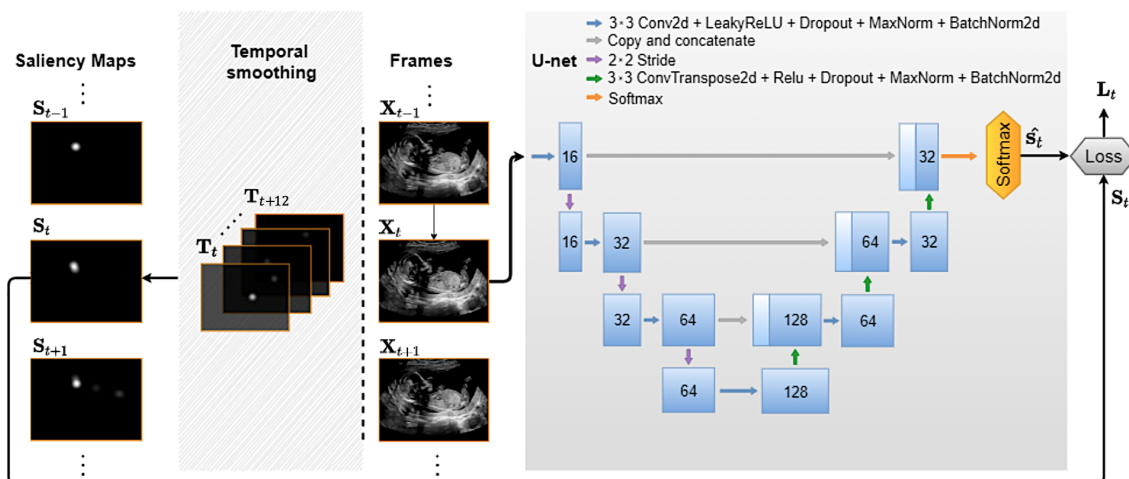 Saliency Maps
S_{t-1}
S_t
S_{t+1}
Temporal
smoothing
T_{t+12}
T_t
Frames
X_{t-1}
X_t
X_{t+1}
U-net
3*3 Conv2d + LeakyReLU + Dropout + MaxNorm + BatchNorm2d
Copy and concatenate
2*2 Stride
3*3 ConvTranspose2d + Relu + Dropout + MaxNorm + BatchNorm2d
Softmax
16
32
16
32
64
32
32
64
128
64
64
128
Softmax
ŝ_t
L_t
Loss
S_t